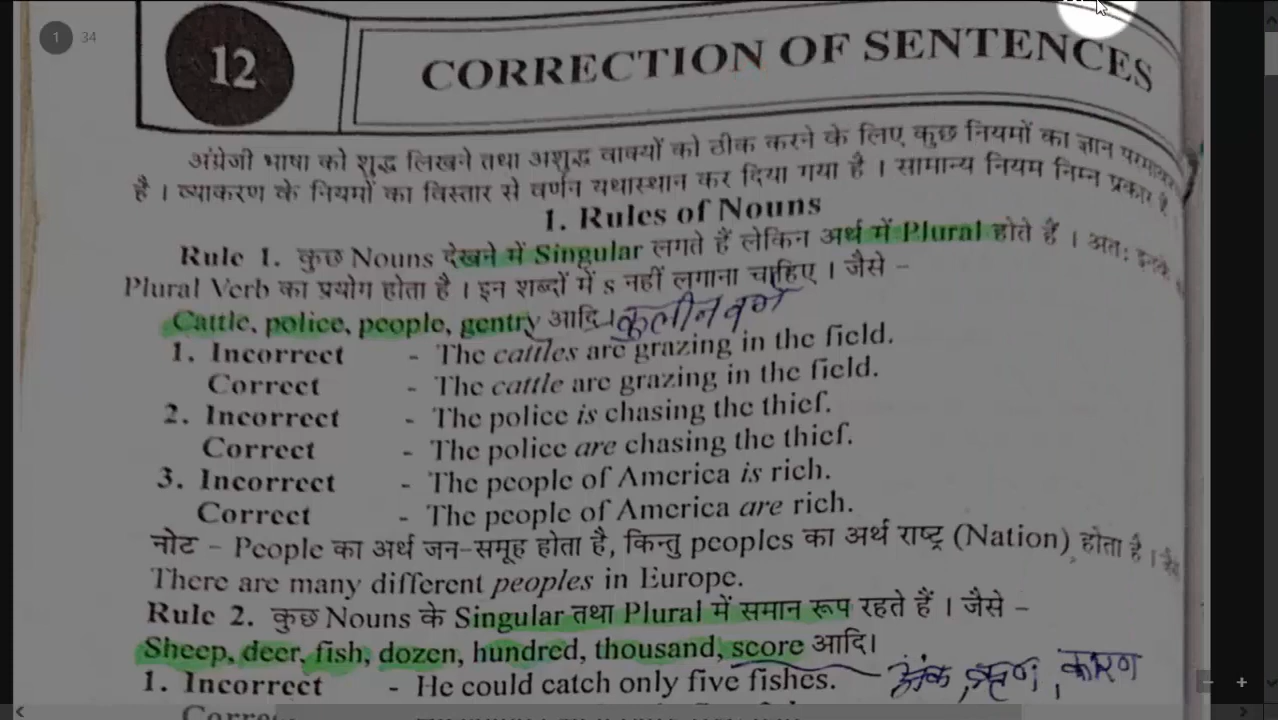 1 34
12 CORRECTION OF SENTENCES
अंग्रेजी भाषा को शुद्ध लिखने तथा अशुद्ध वाक्यों को ठीक करने के लिए कुछ नियमों का ज्ञान
है । व्याकरण के नियमों का विस्तार से वर्णन यथास्थान कर दिया गया है । सामान्य नियम निम्न प्रकार है
1. Rules of Nouns
Rule 1. कुछ Nouns देखने में Singular लगते हैं लेकिन अर्थ में Plural होते हैं । अतः इनके
Plural Verb का प्रयोग होता है । इन शब्दों में s नहीं लगाना चाहिए । जैसे –
Cattle, police, people, gentry आदि। कुलीन वर्ग
1. Incorrect - The cattles are grazing in the field.
Correct - The cattle are grazing in the field.
2. Incorrect - The police is chasing the thief.
Correct - The police are chasing the thief.
3. Incorrect - The people of America is rich.
Correct - The people of America are rich.
नोट – People का अर्थ जन-समूह होता है, किन्तु peoples का अर्थ राष्ट्र (Nation) होता है ।
There are many different peoples in Europe.
Rule 2. कुछ Nouns के Singular तथा Plural में समान रूप रहते हैं । जैसे –
Sheep, deer, fish, dozen, hundred, thousand, score आदि।
1. Incorrect - He could catch only five fishes. अंक, ऋण, कारण